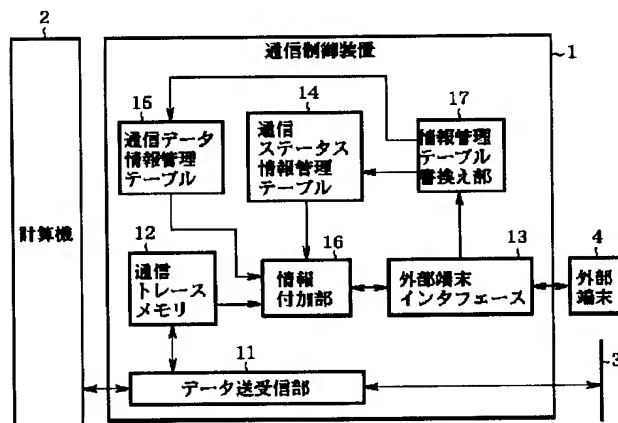 2
通信制御装置
1
15
通信データ
情報管理
テーブル
14
通信
ステータス
情報管理
テーブル
17
情報管理
テーブル
書換え部
計算機
12
通信
トレース
メモリ
16
情報
付加部
13
外部端末
インタフェース
4
外部
端末
11
データ送受信部
3